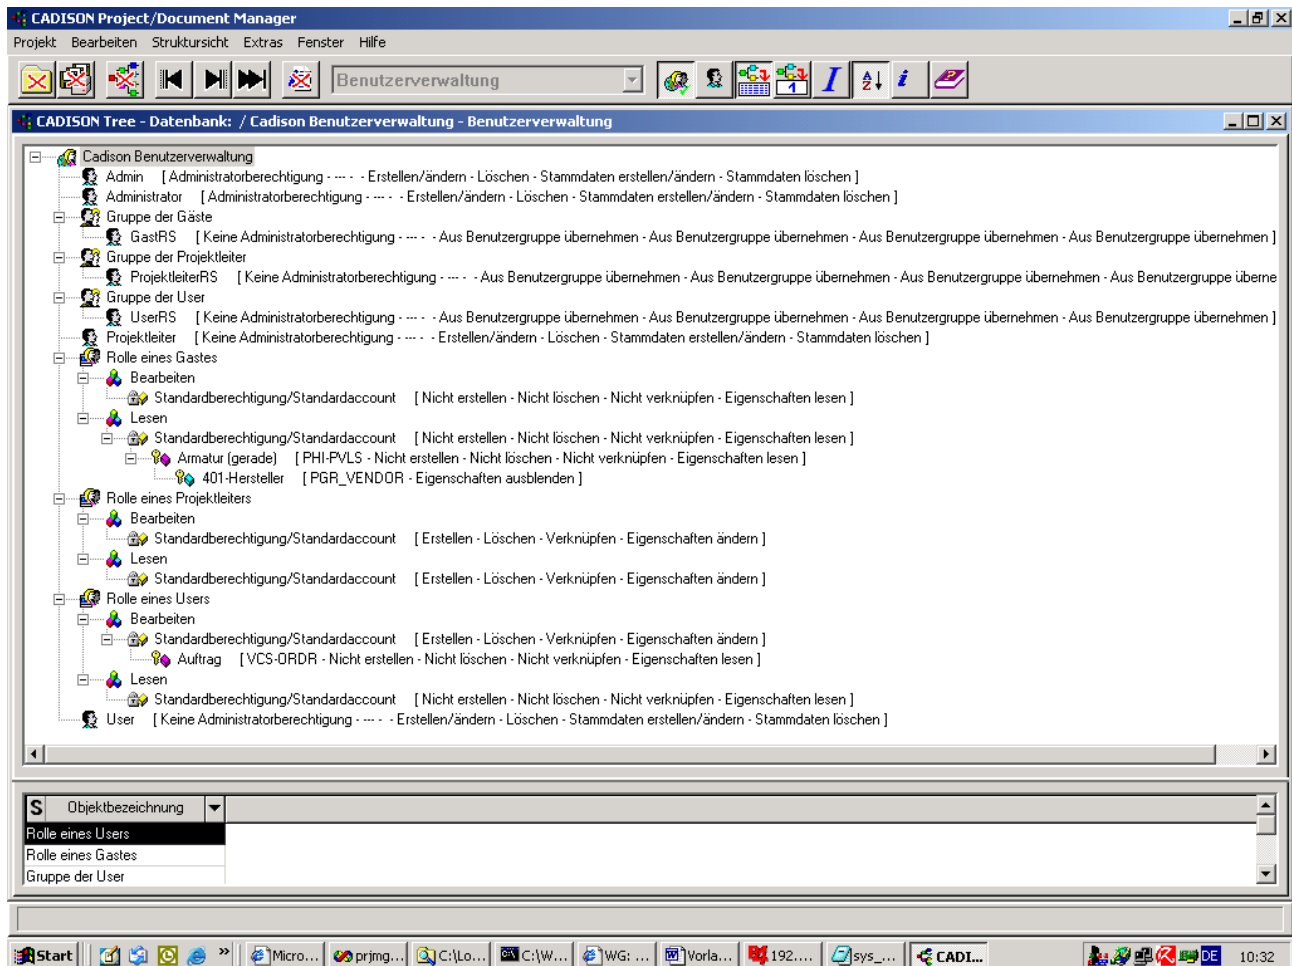 CADISON Project/Document Manager
Projekt Bearbeiten Struktursicht Extras Fenster Hilfe
Benutzerverwaltung
CADISON Tree - Datenbank: / Cadison Benutzerverwaltung - Benutzerverwaltung
Cadison Benutzerverwaltung
Admin [ Administratorberechtigung - --- - - Erstellen/ändern - Löschen - Stammdaten erstellen/ändern - Stammdaten löschen ]
Administrator [ Administratorberechtigung - --- - - Erstellen/ändern - Löschen - Stammdaten erstellen/ändern - Stammdaten löschen ]
Gruppe der Gäste
GastRS [ Keine Administratorberechtigung - --- - - Aus Benutzergruppe übernehmen - Aus Benutzergruppe übernehmen - Aus Benutzergruppe übernehmen - Aus Benutzergruppe übernehmen ]
Gruppe der Projektleiter
ProjektleiterRS [ Keine Administratorberechtigung - --- - - Aus Benutzergruppe übernehmen - Aus Benutzergruppe übernehmen - Aus Benutzergruppe übernehmen - Aus Benutzergruppe überne
Gruppe der User
UserRS [ Keine Administratorberechtigung - --- - - Aus Benutzergruppe übernehmen - Aus Benutzergruppe übernehmen - Aus Benutzergruppe übernehmen - Aus Benutzergruppe übernehmen ]
Projektleiter [ Keine Administratorberechtigung - --- - - Erstellen/ändern - Löschen - Stammdaten erstellen/ändern - Stammdaten löschen ]
Rolle eines Gastes
Bearbeiten
Standardberechtigung/Standardaccount [ Nicht erstellen - Nicht löschen - Nicht verknüpfen - Eigenschaften lesen ]
Lesen
Standardberechtigung/Standardaccount [ Nicht erstellen - Nicht löschen - Nicht verknüpfen - Eigenschaften lesen ]
Armatur (gerade) [ PHI-PVLS - Nicht erstellen - Nicht löschen - Nicht verknüpfen - Eigenschaften lesen ]
401-Hersteller [ PGR_VENDOR - Eigenschaften ausblenden ]
Rolle eines Projektleiters
Bearbeiten
Standardberechtigung/Standardaccount [ Erstellen - Löschen - Verknüpfen - Eigenschaften ändern ]
Lesen
Standardberechtigung/Standardaccount [ Erstellen - Löschen - Verknüpfen - Eigenschaften ändern ]
Rolle eines Users
Bearbeiten
Standardberechtigung/Standardaccount [ Erstellen - Löschen - Verknüpfen - Eigenschaften ändern ]
Auftrag [ VCS-ORDR - Nicht erstellen - Nicht löschen - Nicht verknüpfen - Eigenschaften lesen ]
Lesen
Standardberechtigung/Standardaccount [ Nicht erstellen - Nicht löschen - Nicht verknüpfen - Eigenschaften lesen ]
User [ Keine Administratorberechtigung - --- - - Erstellen/ändern - Löschen - Stammdaten erstellen/ändern - Stammdaten löschen ]
S Objektbezeichnung
Rolle eines Users
Rolle eines Gastes
Gruppe der User
Start » Micro... prjmg... C:\Lo... C:\W... WG: ... Vorla... 192.... sys_... CADI... DE 10:32